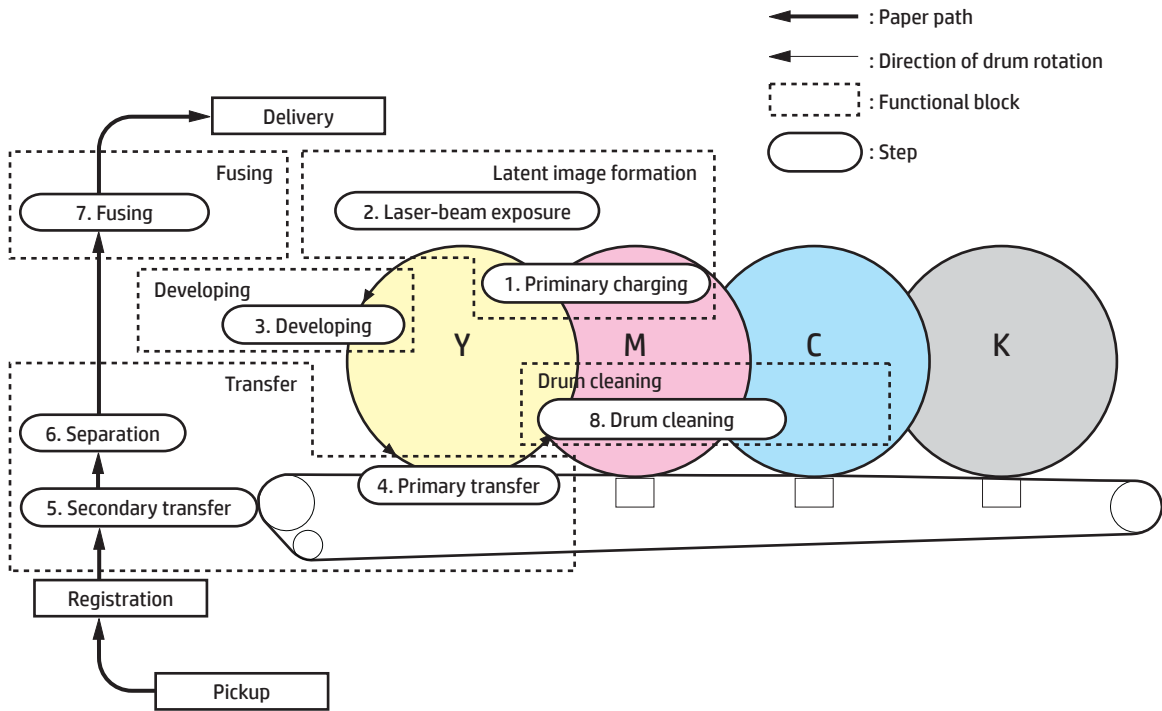 : Paper path
: Direction of drum rotation
: Functional block
: Step
Delivery
Fusing
7. Fusing
Latent image formation
2. Laser-beam exposure
1. Priminary charging
Developing
3. Developing
Y
M
C
K
Transfer
Drum cleaning
8. Drum cleaning
6. Separation
4. Primary transfer
5. Secondary transfer
Registration
Pickup